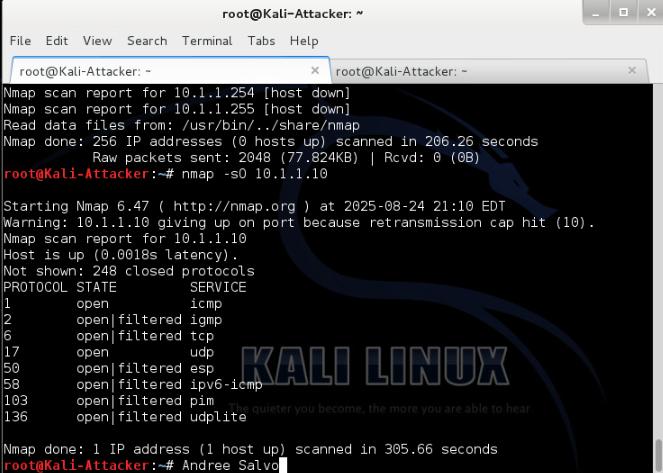 root@Kali-Attacker: ~
File Edit View Search Terminal Tabs Help
root@Kali-Attacker: ~ × root@Kali-Attacker: ~ ×
Nmap scan report for 10.1.1.254 [host down]
Nmap scan report for 10.1.1.255 [host down]
Read data files from: /usr/bin/../share/nmap
Nmap done: 256 IP addresses (0 hosts up) scanned in 206.26 seconds
Raw packets sent: 2048 (77.824KB) | Rcvd: 0 (0B)
root@Kali-Attacker:~# nmap -sO 10.1.1.10
Starting Nmap 6.47 ( http://nmap.org ) at 2025-08-24 21:10 EDT
Warning: 10.1.1.10 giving up on port because retransmission cap hit (10).
Nmap scan report for 10.1.1.10
Host is up (0.0018s latency).
Not shown: 248 closed protocols
PROTOCOL STATE SERVICE
1 open icmp
2 open|filtered igmp
6 open|filtered tcp
17 open udp
50 open|filtered esp
58 open|filtered ipv6-icmp
103 open|filtered pim
136 open|filtered udplite
KALI LINUX
The quieter you become, the more you are able to hear
Nmap done: 1 IP address (1 host up) scanned in 305.66 seconds
root@Kali-Attacker:~# Andree Salvo